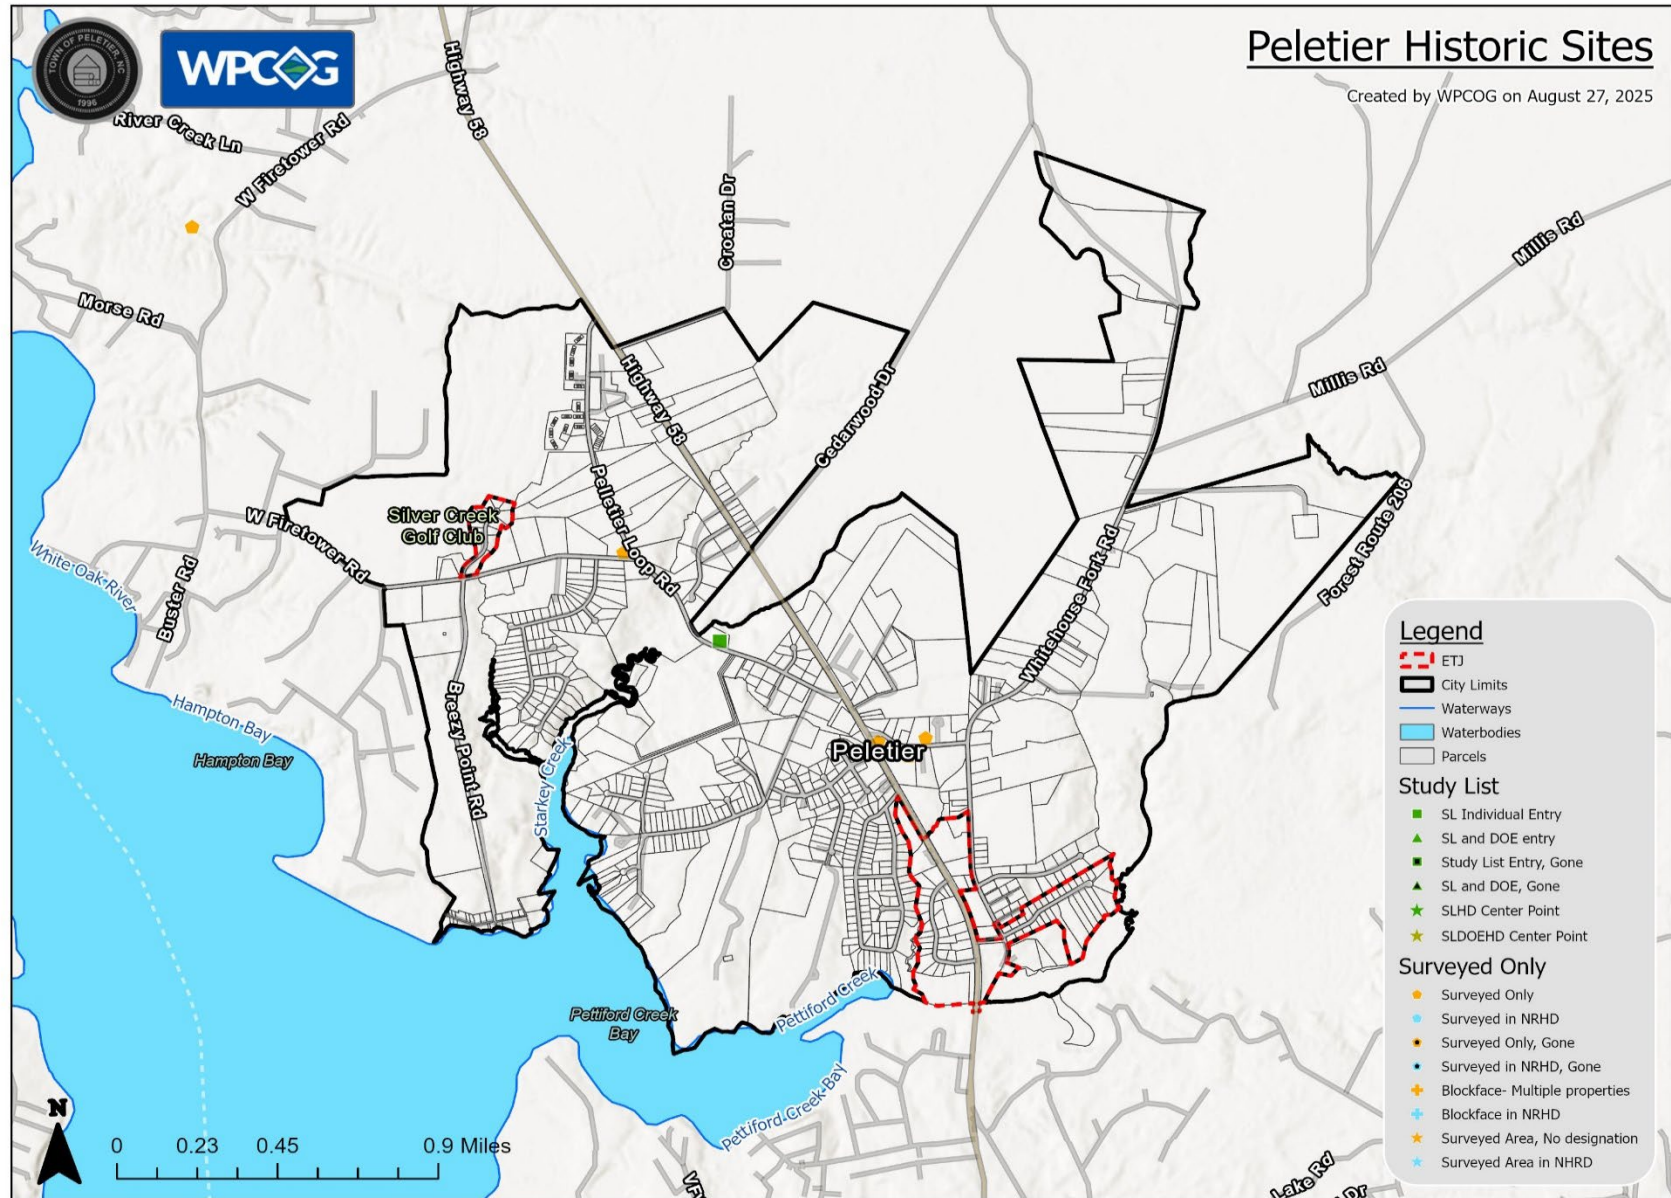 TOWN OF PELETIER, NC
1996
WPCOG
Peletier Historic Sites
Created by WPCOG on August 27, 2025
River Creek Ln
W Firetower Rd
Highway 58
Croatan Dr
Millis Rd
Morse Rd
Highway 58
Cedarwood Dr
Millis Rd
Pelletier Loop Rd
Silver Creek
Golf Club
W Firetower Rd
White Oak River
Buster Rd
Forest Route 206
Whitehouse Fork Rd
Breezy Point Rd
Hampton Bay
Hampton Bay
Starkey Creek
Peletier
Pettiford Creek
Pettiford Creek
Bay
Pettiford Creek Bay
Lake Rd
Dr
N
0 0.23 0.45 0.9 Miles
Legend
ETJ
City Limits
Waterways
Waterbodies
Parcels
Study List
SL Individual Entry
SL and DOE entry
Study List Entry, Gone
SL and DOE, Gone
SLHD Center Point
SLDOEHD Center Point
Surveyed Only
Surveyed Only
Surveyed in NRHD
Surveyed Only, Gone
Surveyed in NRHD, Gone
Blockface- Multiple properties
Blockface in NRHD
Surveyed Area, No designation
Surveyed Area in NHRD